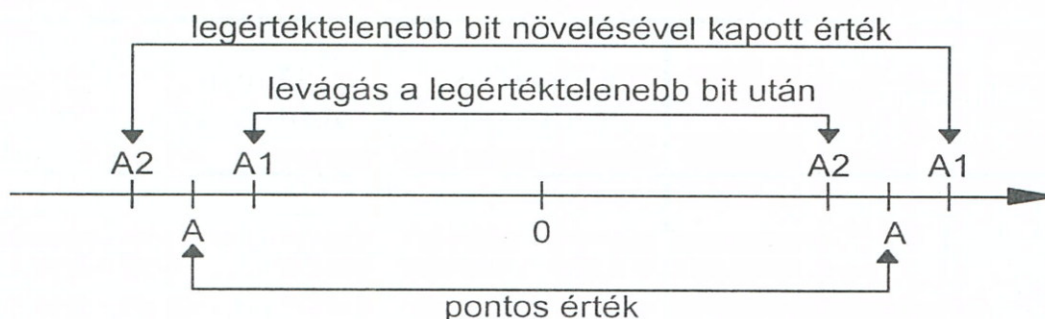 legértéktelenebb bit növelésével kapott érték
levágás a legértéktelenebb bit után
A2 A1 A2 A1
A 0 A
pontos érték